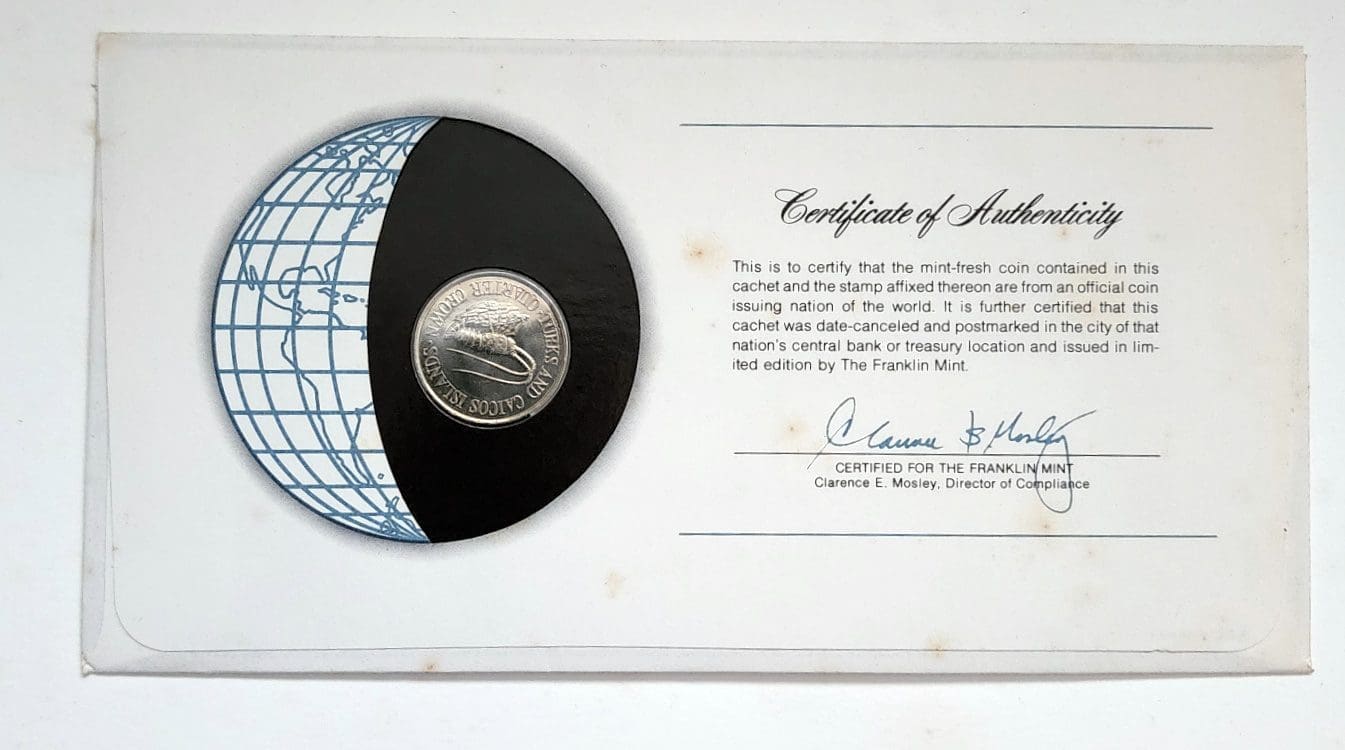 QUARTER CROWN · TURKS AND CAICOS ISLANDS ·
Certificate of Authenticity
This is to certify that the mint-fresh coin contained in this
cachet and the stamp affixed thereon are from an official coin
issuing nation of the world. It is further certified that this
cachet was date-canceled and postmarked in the city of that
nation's central bank or treasury location and issued in lim-
ited edition by The Franklin Mint.
Clarence E Mosley
CERTIFIED FOR THE FRANKLIN MINT
Clarence E. Mosley, Director of Compliance